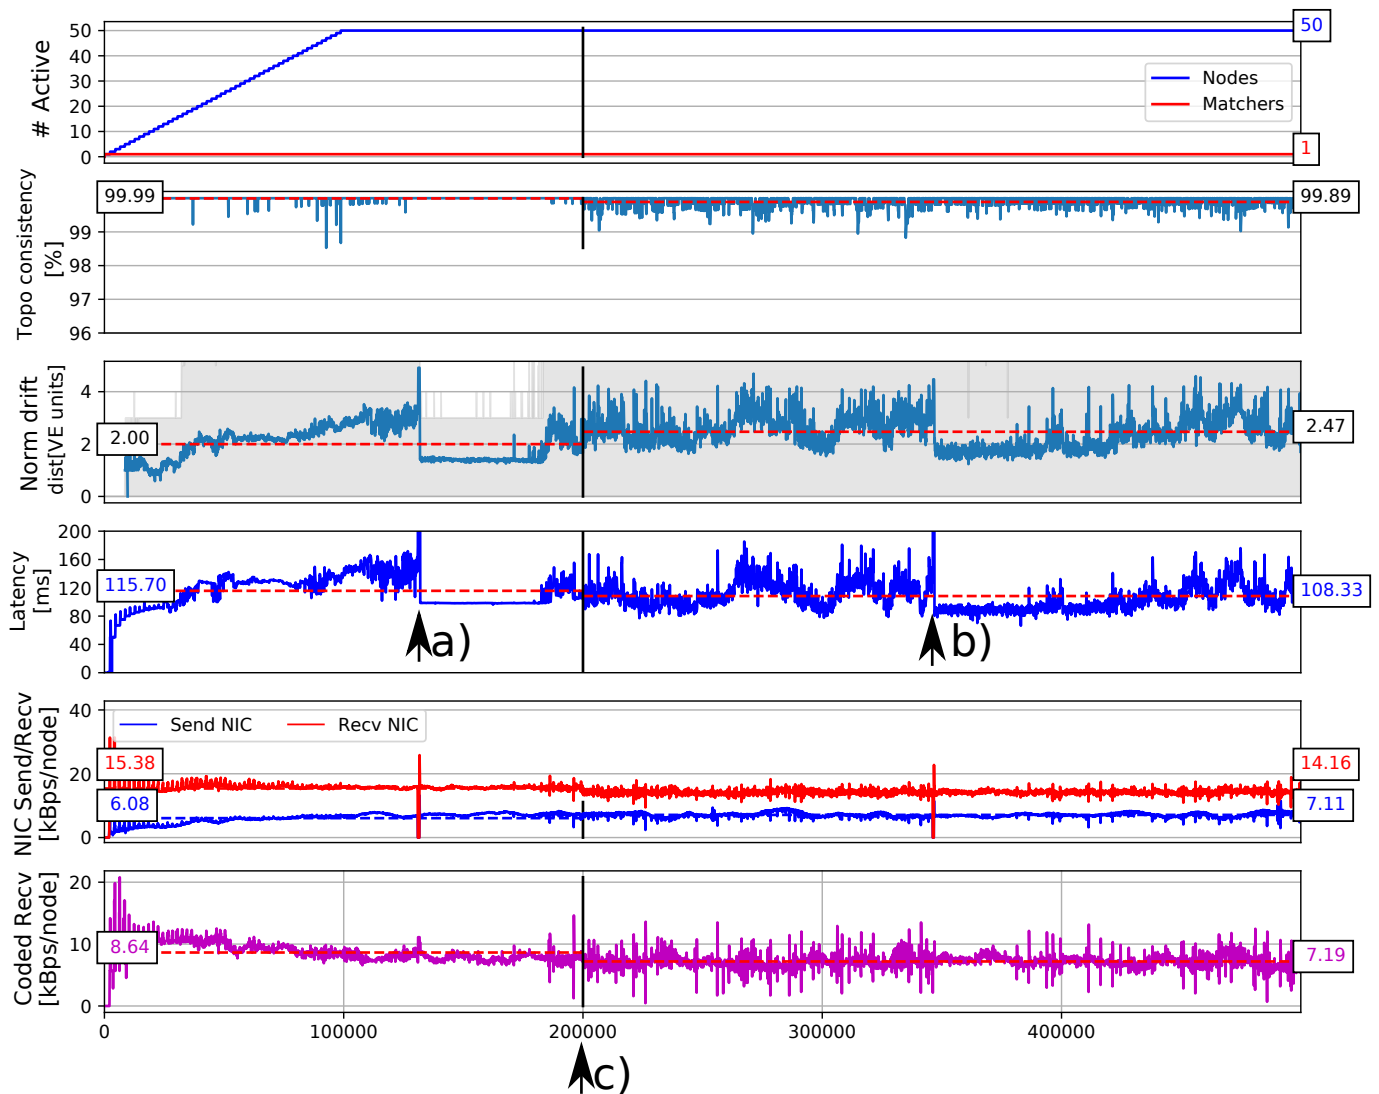 # Active
50
40
30
20
10
0
Nodes
Matchers
50
1
Topo consistency
[%]
99
98
97
96
99.99
99.89
Norm drift
dist[VE units]
4
2
0
2.00
2.47
Latency
[ms]
200
160
120
80
40
0
115.70
108.33
a)
b)
NIC Send/Recv
[kBps/node]
40
20
0
Send NIC
Recv NIC
15.38
6.08
14.16
7.11
Coded Recv
[kBps/node]
20
10
0
8.64
7.19
0
100000
200000
300000
400000
c)